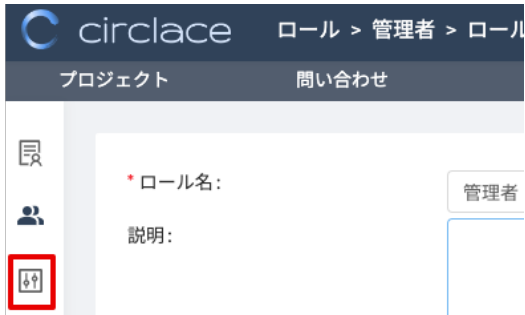 circlace ロール > 管理者 > ロール
プロジェクト 問い合わせ
* ロール名:
管理者
説明: